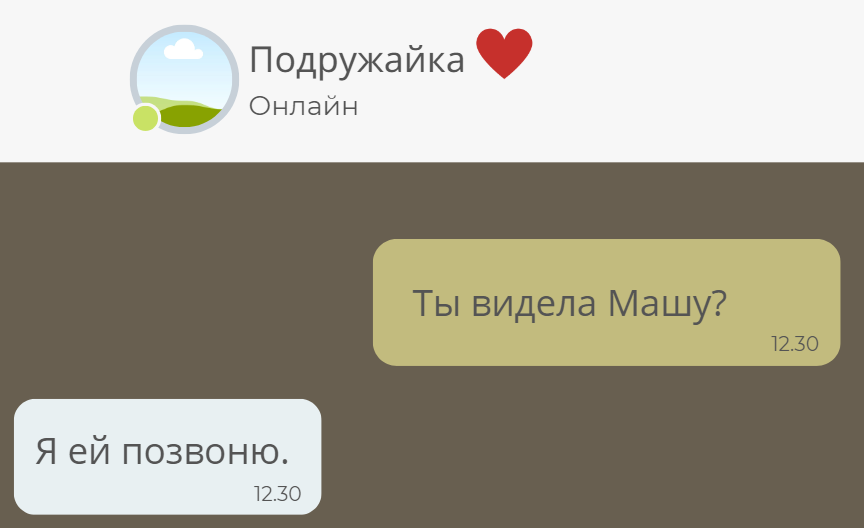 Подружайка
Онлайн
Ты видела Машу?
12.30
Я ей позвоню.
12.30